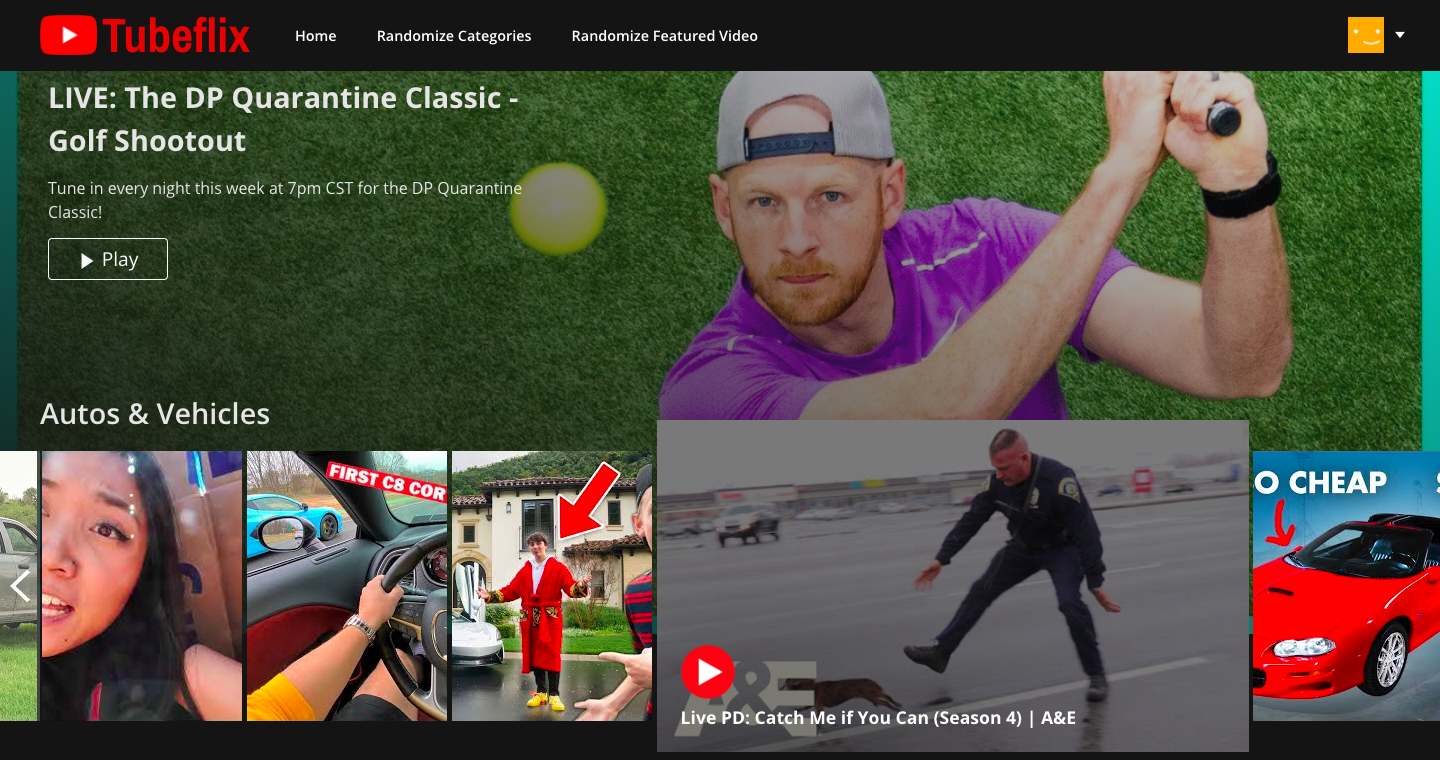 Tubeflix
Home
Randomize Categories
Randomize Featured Video
LIVE: The DP Quarantine Classic -
Golf Shootout
Tune in every night this week at 7pm CST for the DP Quarantine
Classic!
Play
Autos & Vehicles
FIRST C8 COR
O CHEAP
A&E
Live PD: Catch Me if You Can (Season 4) | A&E